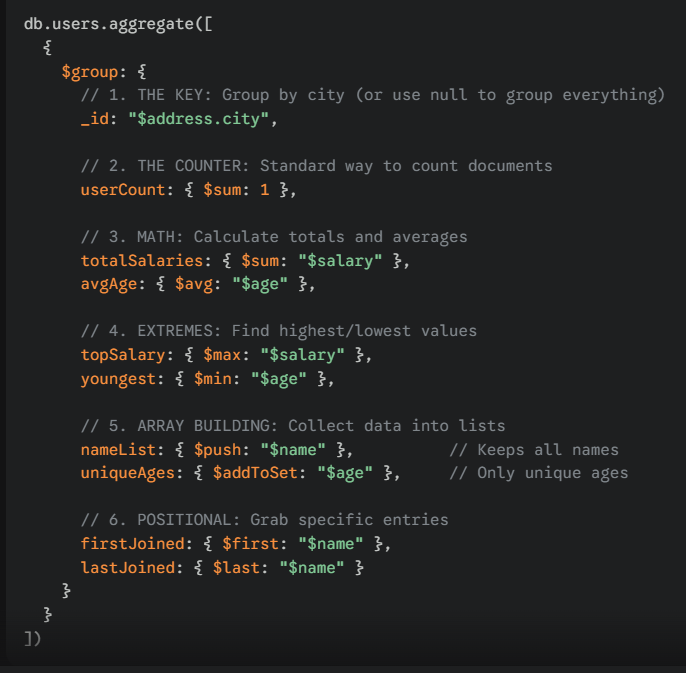 db.users.aggregate([
  {
    $group: {
      // 1. THE KEY: Group by city (or use null to group everything)
      _id: "$address.city",

      // 2. THE COUNTER: Standard way to count documents
      userCount: { $sum: 1 },

      // 3. MATH: Calculate totals and averages
      totalSalaries: { $sum: "$salary" },
      avgAge: { $avg: "$age" },

      // 4. EXTREMES: Find highest/lowest values
      topSalary: { $max: "$salary" },
      youngest: { $min: "$age" },

      // 5. ARRAY BUILDING: Collect data into lists
      nameList: { $push: "$name" },          // Keeps all names
      uniqueAges: { $addToSet: "$age" },     // Only unique ages

      // 6. POSITIONAL: Grab specific entries
      firstJoined: { $first: "$name" },
      lastJoined: { $last: "$name" }
    }
  }
])